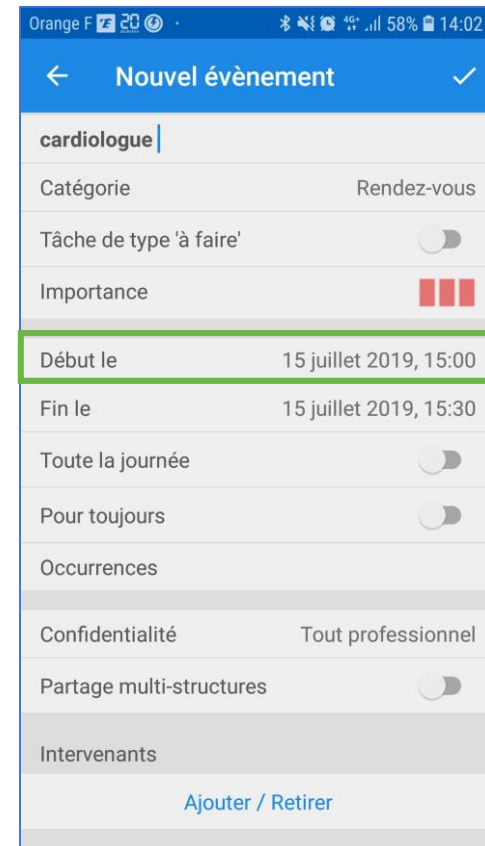 Orange F 20 58% 14:02
Nouvel évènement
cardiologue
Catégorie Rendez-vous
Tâche de type 'à faire'
Importance
Début le 15 juillet 2019, 15:00
Fin le 15 juillet 2019, 15:30
Toute la journée
Pour toujours
Occurrences
Confidentialité Tout professionnel
Partage multi-structures
Intervenants
Ajouter / Retirer